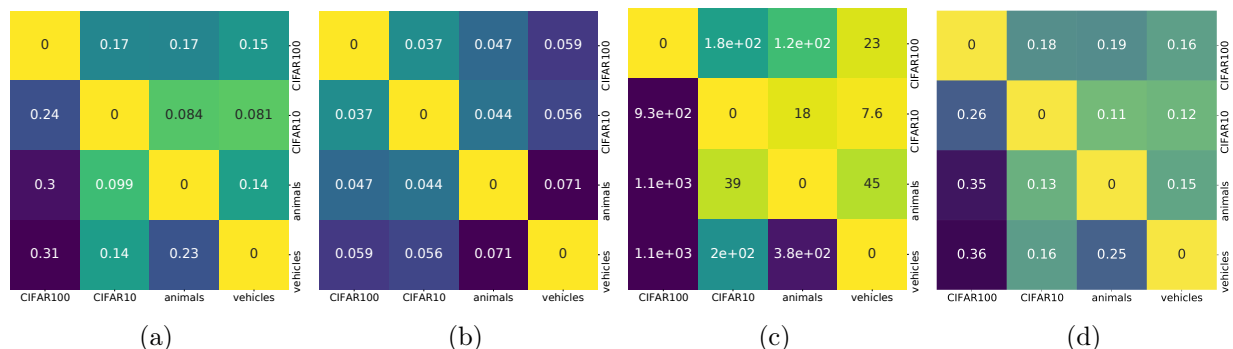 0 0.17 0.17 0.15 CIFAR100
0.24 0 0.084 0.081 CIFAR10
0.3 0.099 0 0.14 animals
0.31 0.14 0.23 0 vehicles
CIFAR100 CIFAR10 animals vehicles
(a)
0 0.037 0.047 0.059 CIFAR100
0.037 0 0.044 0.056 CIFAR10
0.047 0.044 0 0.071 animals
0.059 0.056 0.071 0 vehicles
CIFAR100 CIFAR10 animals vehicles
(b)
0 1.8e+02 1.2e+02 23 CIFAR100
9.3e+02 0 18 7.6 CIFAR10
1.1e+03 39 0 45 animals
1.1e+03 2e+02 3.8e+02 0 vehicles
CIFAR100 CIFAR10 animals vehicles
(c)
0 0.18 0.19 0.16 CIFAR100
0.26 0 0.11 0.12 CIFAR10
0.35 0.13 0 0.15 animals
0.36 0.16 0.25 0 vehicles
CIFAR100 CIFAR10 animals vehicles
(d)